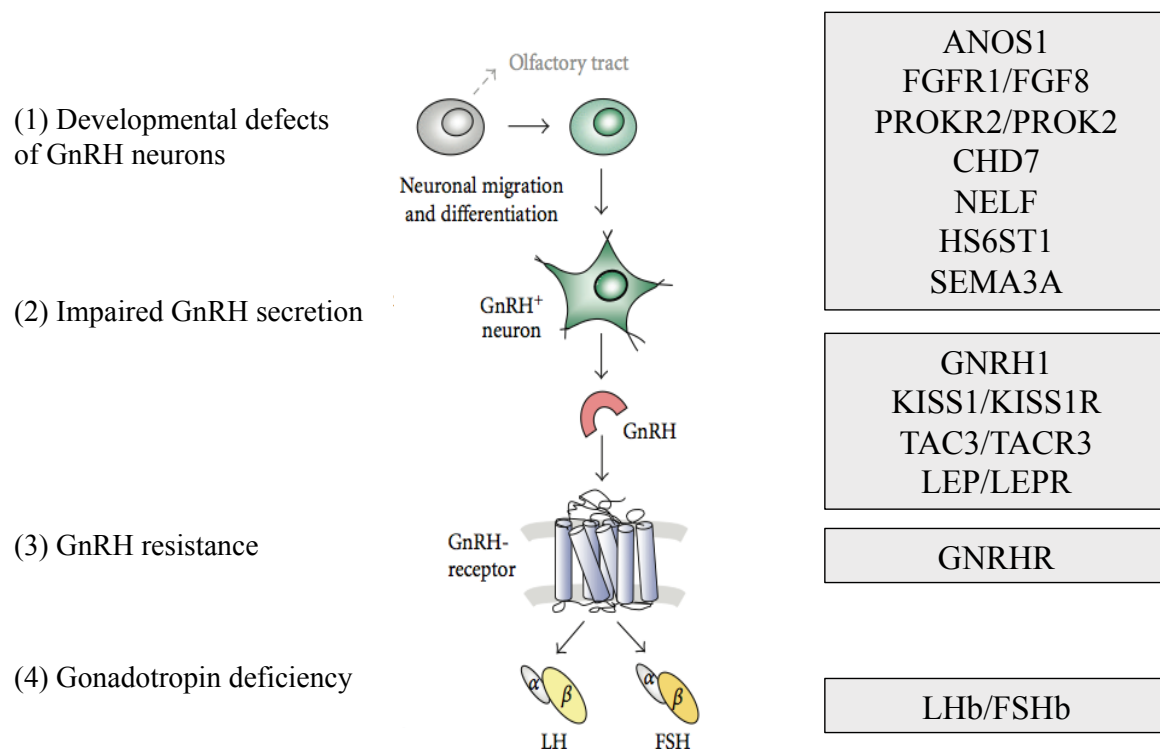 Olfactory tract
(1) Developmental defects
of GnRH neurons
Neuronal migration
and differentiation
ANOS1
FGFR1/FGF8
PROKR2/PROK2
CHD7
NELF
HS6ST1
SEMA3A
(2) Impaired GnRH secretion
GnRH⁺
neuron
GnRH
GNRH1
KISS1/KISS1R
TAC3/TACR3
LEP/LEPR
(3) GnRH resistance
GnRH-
receptor
GNRHR
(4) Gonadotropin deficiency
α
β
α
β
LH
FSH
LHb/FSHb